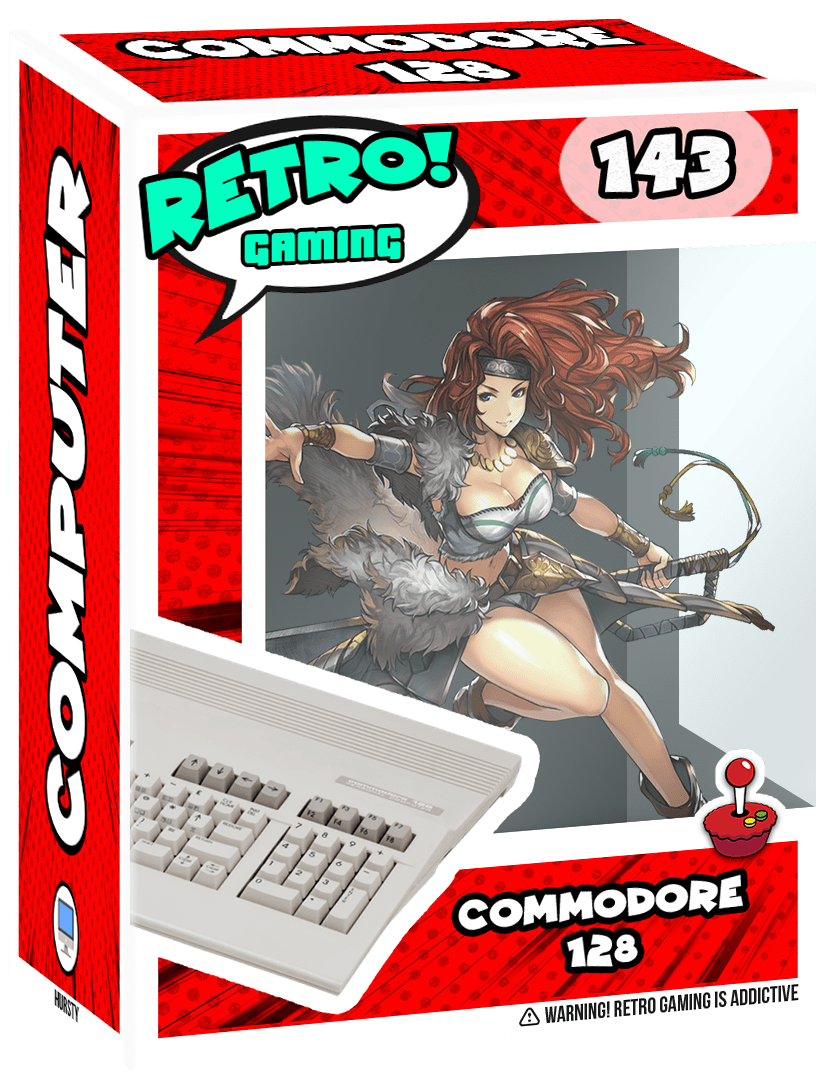 COMMODORE
128
RETRO!
GAMING
143
COMPUTER
HURSTY
COMMODORE
128
WARNING! RETRO GAMING IS ADDICTIVE